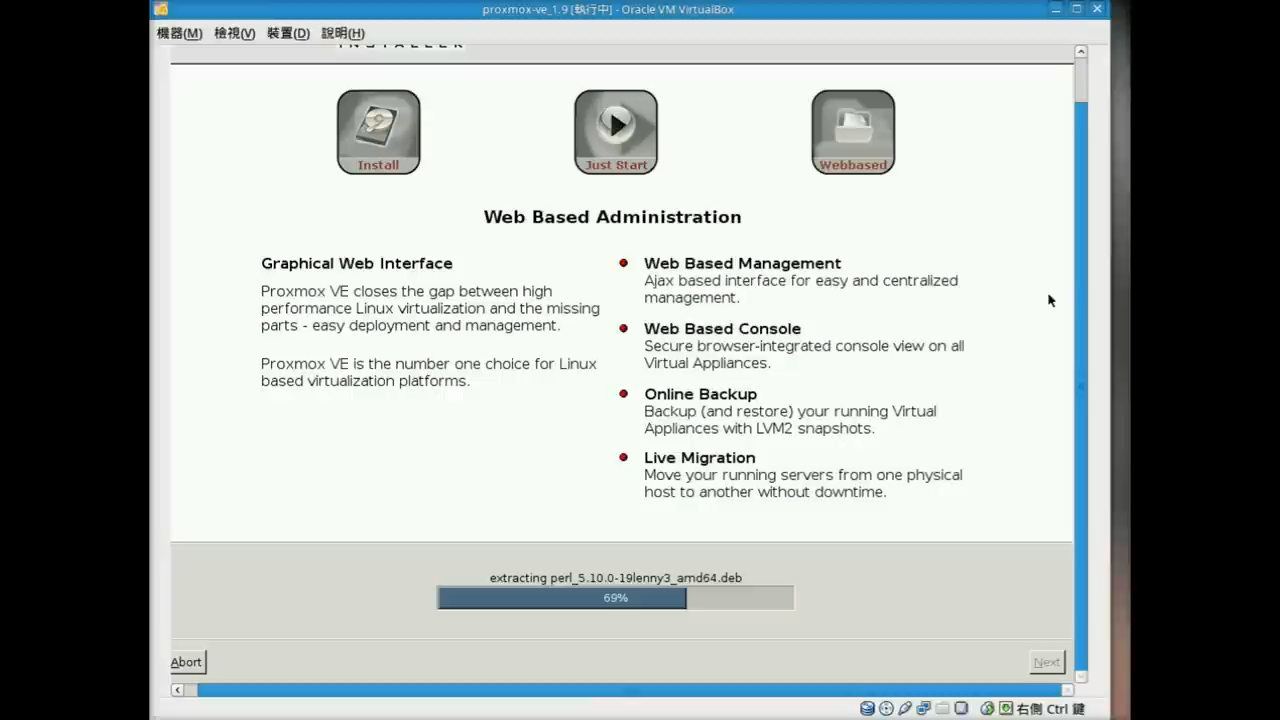 proxmox-ve_1.9 [執行中] - Oracle VM VirtualBox
機器(M) 檢視(V) 裝置(D) 說明(H)
INSTALLER
Install
Just Start
Webbased
Web Based Administration
Graphical Web Interface
Proxmox VE closes the gap between high
performance Linux virtualization and the missing
parts - easy deployment and management.
Proxmox VE is the number one choice for Linux
based virtualization platforms.
Web Based Management
Ajax based interface for easy and centralized
management.
Web Based Console
Secure browser-integrated console view on all
Virtual Appliances.
Online Backup
Backup (and restore) your running Virtual
Appliances with LVM2 snapshots.
Live Migration
Move your running servers from one physical
host to another without downtime.
extracting perl_5.10.0-19lenny3_amd64.deb
69%
Abort
Next
右側 Ctrl 鍵